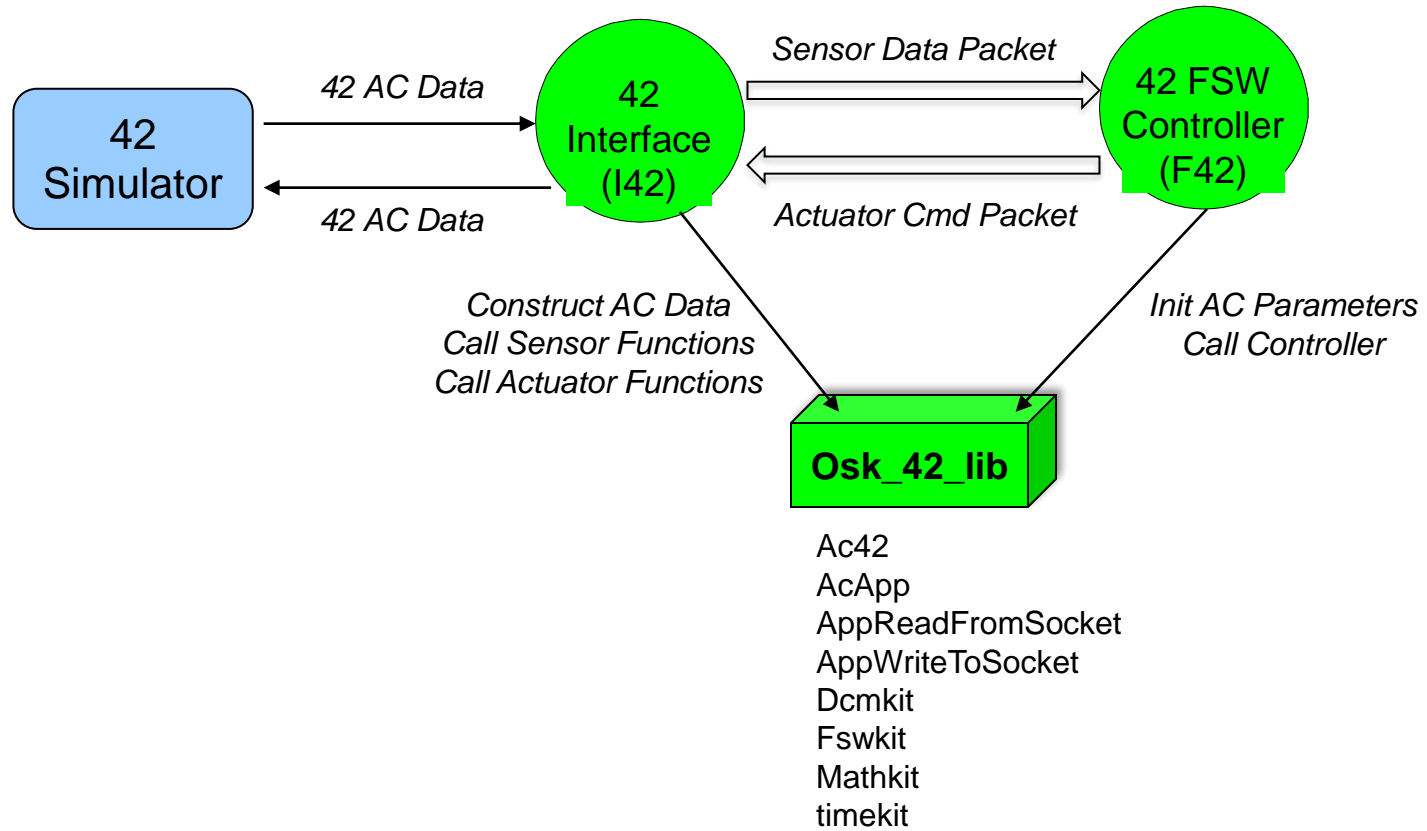 42
Simulator
42 AC Data
42 AC Data
42
Interface
(I42)
Sensor Data Packet
Actuator Cmd Packet
42 FSW
Controller
(F42)
Construct AC Data
Call Sensor Functions
Call Actuator Functions
Init AC Parameters
Call Controller
Osk_42_lib
Ac42
AcApp
AppReadFromSocket
AppWriteToSocket
Dcmkit
Fswkit
Mathkit
timekit